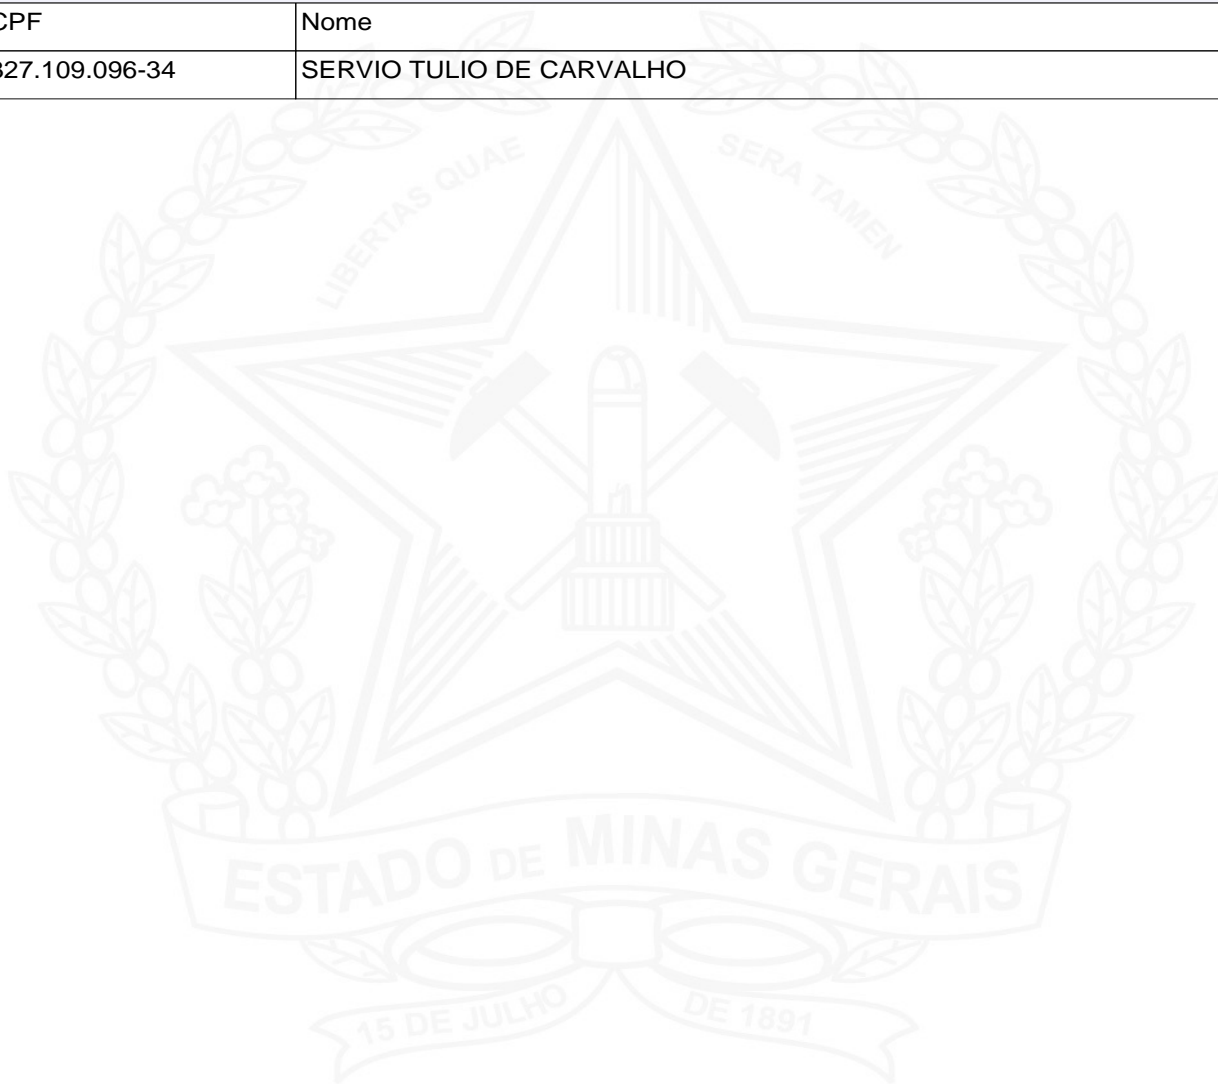 CPF Nome
827.109.096-34 SERVIO TULIO DE CARVALHO
LIBERTAS QUAE SERA TAMEN
ESTADO DE MINAS GERAIS
15 DE JULHO DE 1891